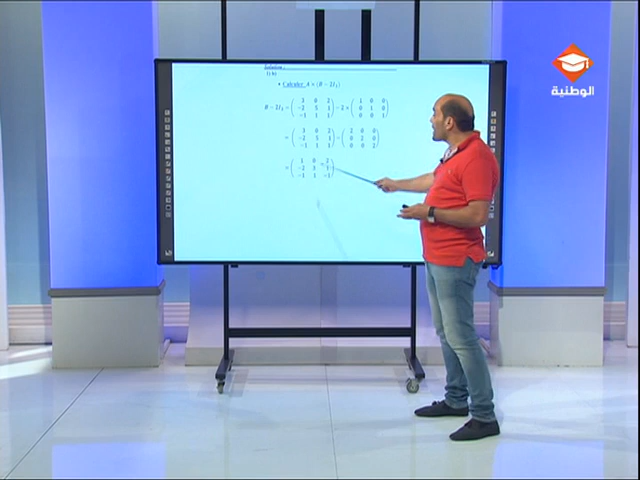 Solution :
1) b)
• Calculer A × (B − 2I₃)
B − 2I₃ = ( 3 0 2 ; −2 5 1 ; −1 1 1 ) − 2 × ( 1 0 0 ; 0 1 0 ; 0 0 1 )
= ( 3 0 2 ; −2 5 1 ; −1 1 1 ) − ( 2 0 0 ; 0 2 0 ; 0 0 2 )
= ( 1 0 2 ; −2 3 1 ; −1 1 −1 )
الوطنية